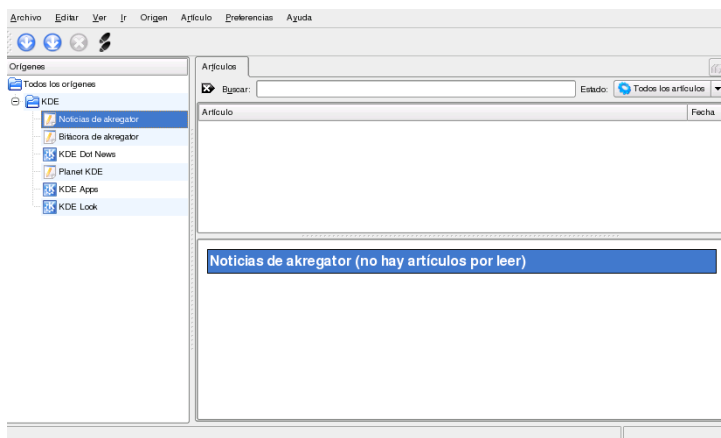 Archivo Editar Ver Ir Origen Artículo Preferencias Ayuda
Orígenes
Todos los orígenes
KDE
Noticias de akregator
Bitácora de akregator
KDE Dot News
Planet KDE
KDE Apps
KDE Look
Artículos
Buscar: Estado: Todos los artículos
Artículo Fecha
Noticias de akregator (no hay artículos por leer)